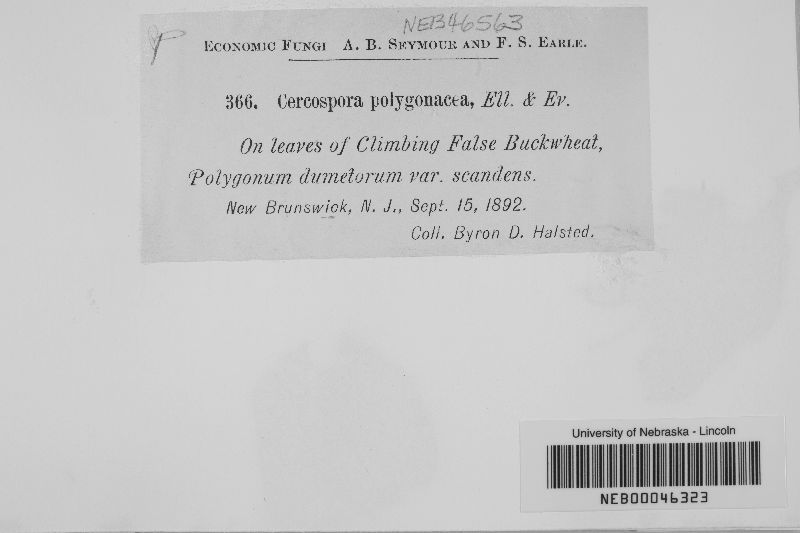 NEB46563
Economic Fungi A. B. Seymour and F. S. Earle.
366. Cercospora polygonacea, Ell. & Ev.
On leaves of Climbing False Buckwheat,
Polygonum dumetorum var. scandens.
New Brunswick, N. J., Sept. 15, 1892.
Coll. Byron D. Halsted.
University of Nebraska - Lincoln
NEB00046323